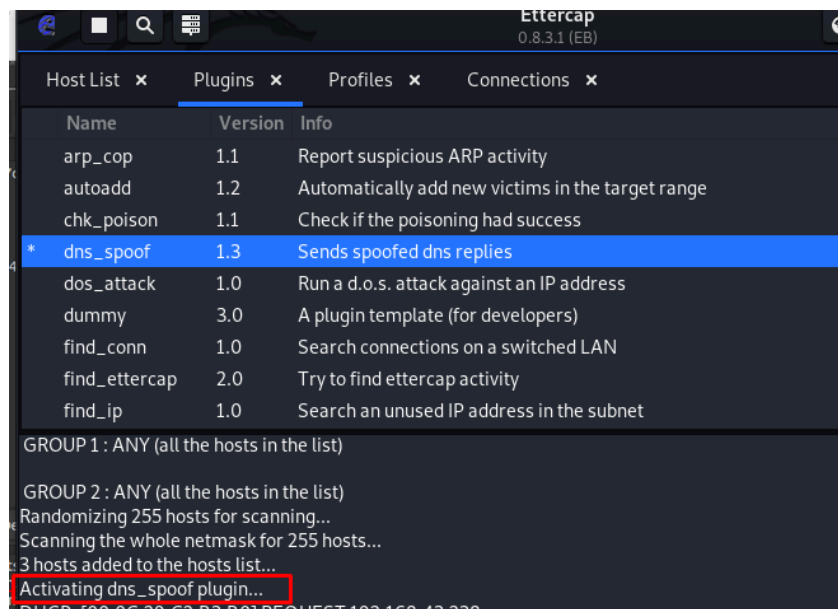 Ettercap
0.8.3.1 (EB)
Host List × Plugins × Profiles × Connections ×
Name Version Info
arp_cop 1.1 Report suspicious ARP activity
autoadd 1.2 Automatically add new victims in the target range
chk_poison 1.1 Check if the poisoning had success
* dns_spoof 1.3 Sends spoofed dns replies
dos_attack 1.0 Run a d.o.s. attack against an IP address
dummy 3.0 A plugin template (for developers)
find_conn 1.0 Search connections on a switched LAN
find_ettercap 2.0 Try to find ettercap activity
find_ip 1.0 Search an unused IP address in the subnet
GROUP 1 : ANY (all the hosts in the list)
GROUP 2 : ANY (all the hosts in the list)
Randomizing 255 hosts for scanning...
Scanning the whole netmask for 255 hosts...
3 hosts added to the hosts list...
Activating dns_spoof plugin...